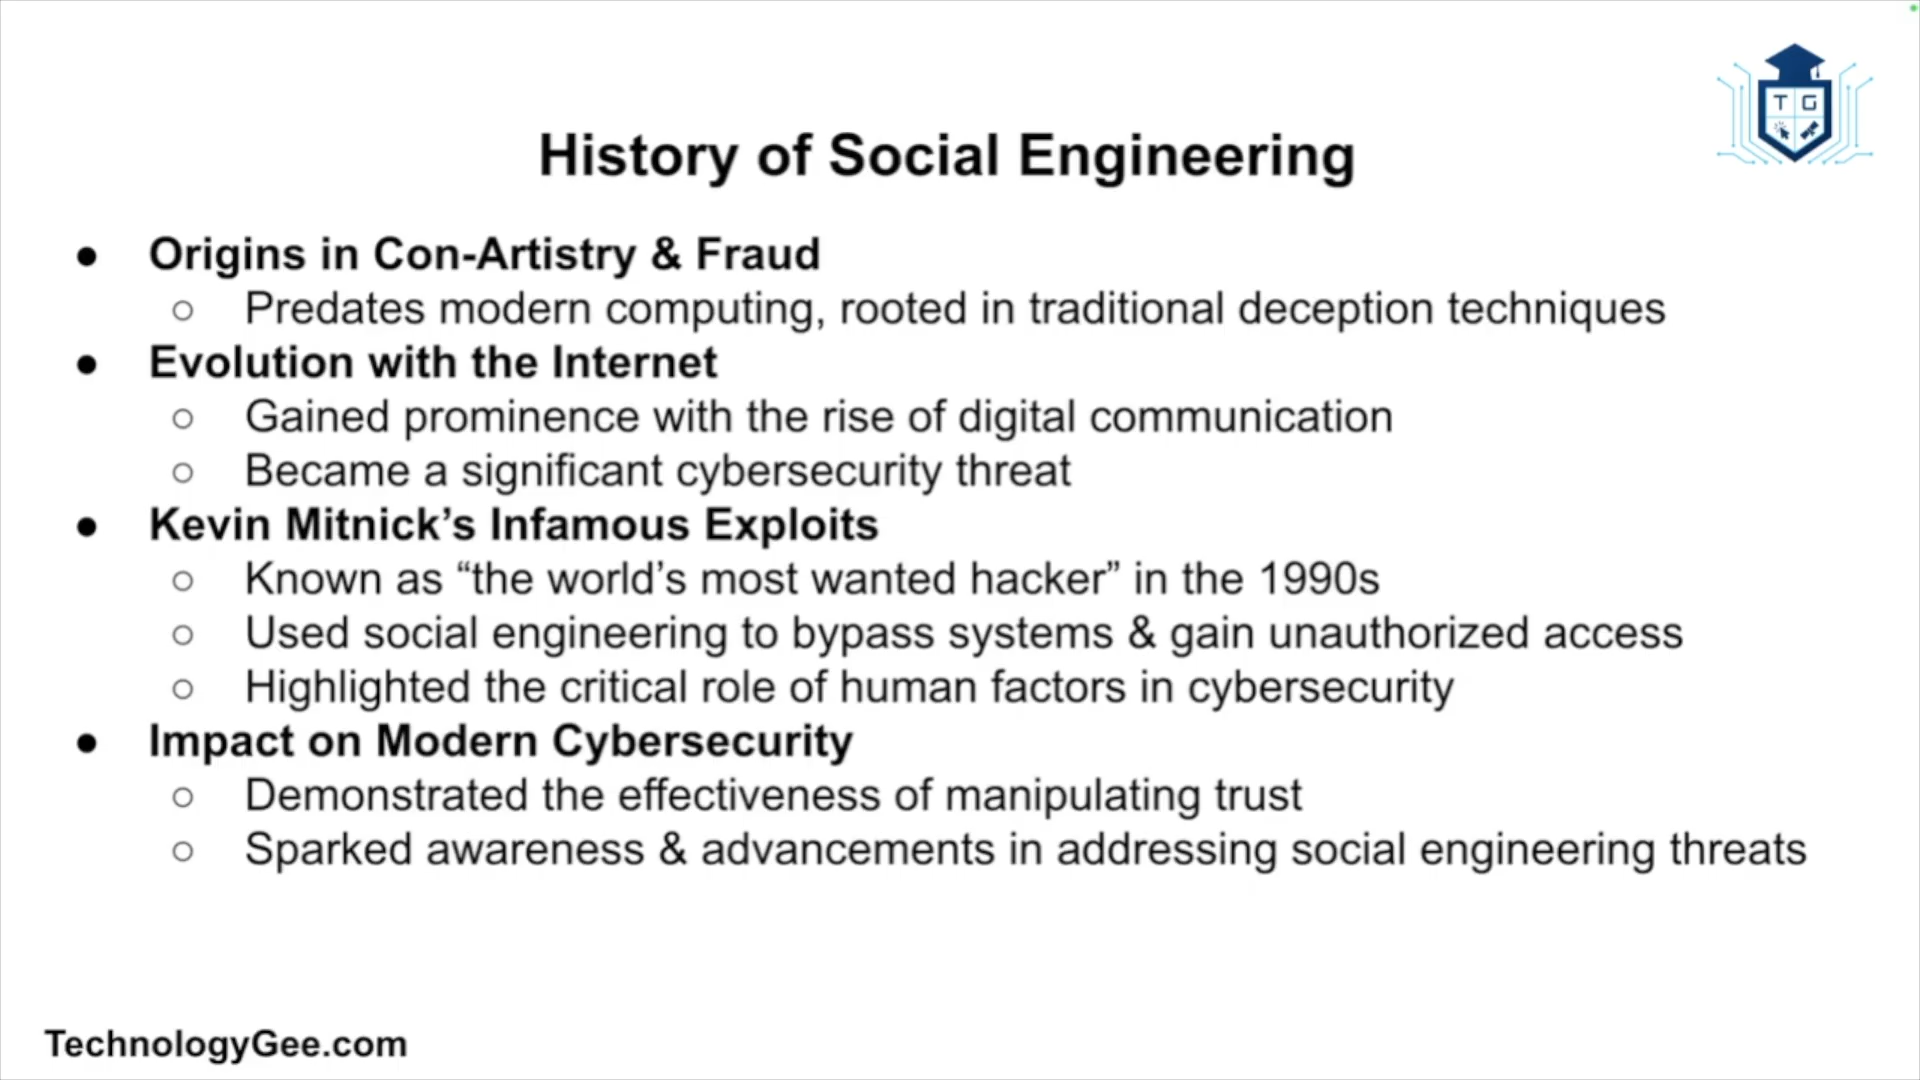 T G
History of Social Engineering
● Origins in Con-Artistry & Fraud
○ Predates modern computing, rooted in traditional deception techniques
● Evolution with the Internet
○ Gained prominence with the rise of digital communication
○ Became a significant cybersecurity threat
● Kevin Mitnick’s Infamous Exploits
○ Known as “the world’s most wanted hacker” in the 1990s
○ Used social engineering to bypass systems & gain unauthorized access
○ Highlighted the critical role of human factors in cybersecurity
● Impact on Modern Cybersecurity
○ Demonstrated the effectiveness of manipulating trust
○ Sparked awareness & advancements in addressing social engineering threats
TechnologyGee.com